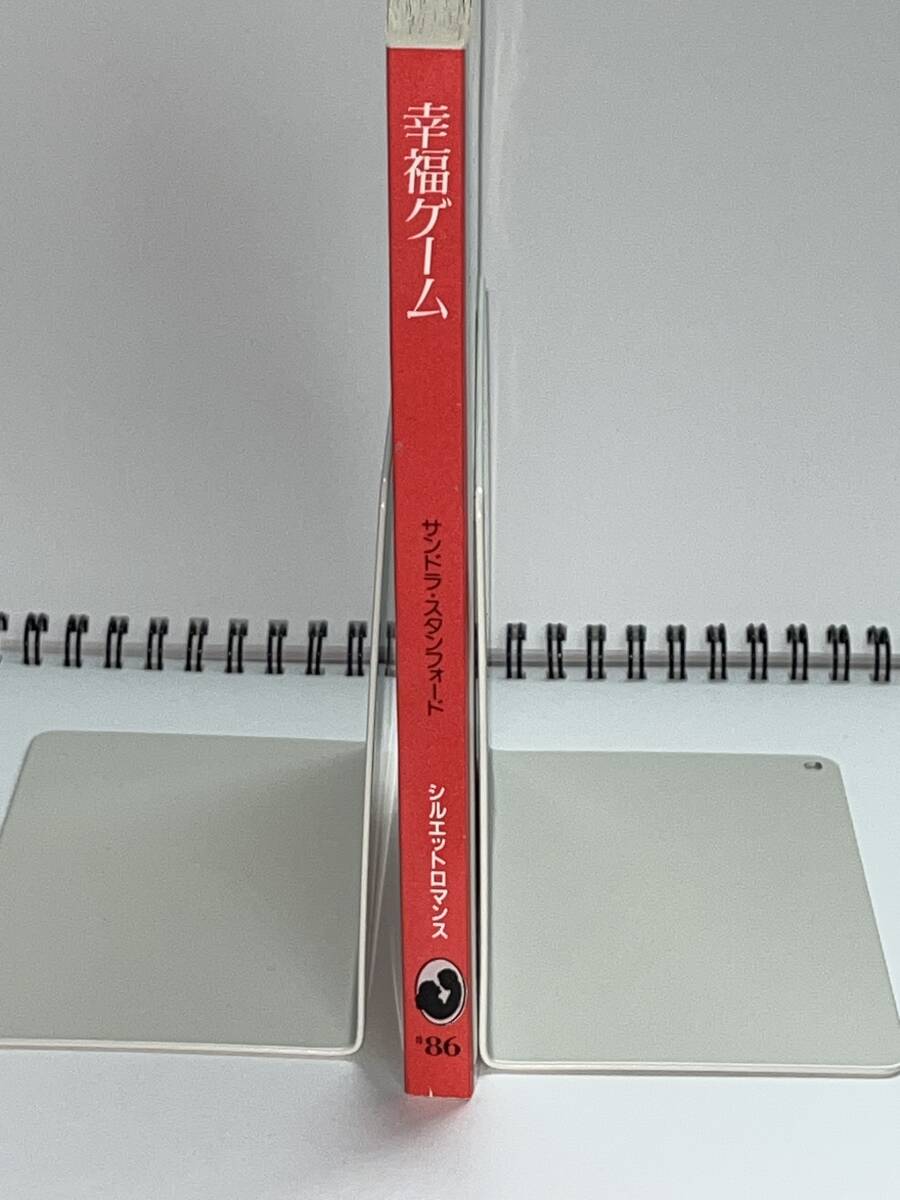 幸福ゲーム
サンドラ・スタンフォード
シルエットロマンス
86